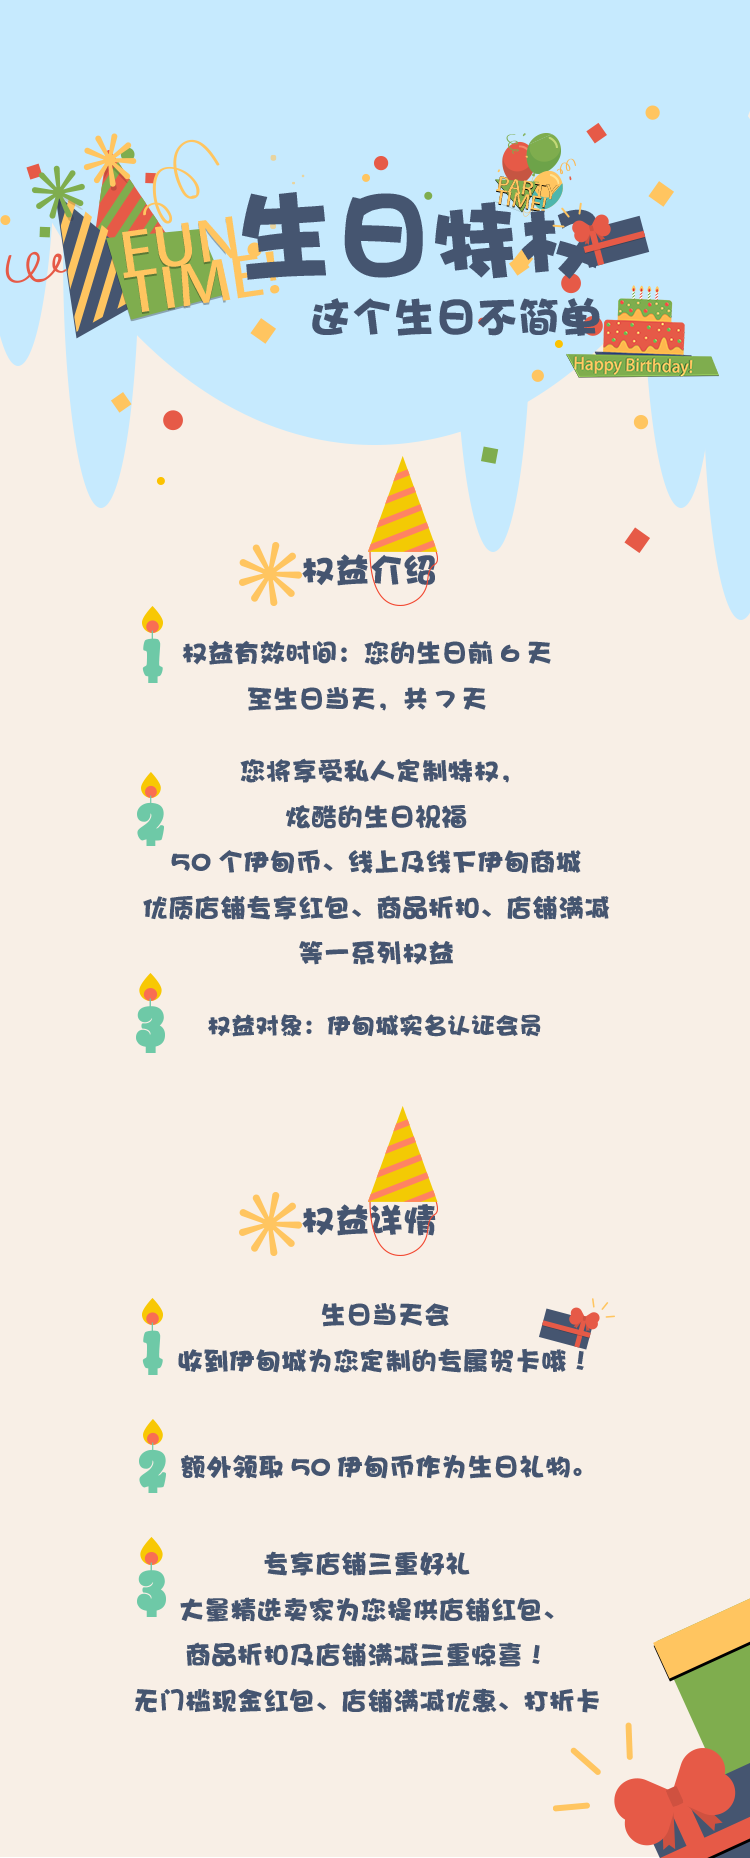 FUN
TIME!
PARTY
TIME!
生日特权
这个生日不简单
Happy Birthday!
权益介绍
1
权益有效时间：您的生日前 6 天
至生日当天，共 7 天
2
您将享受私人定制特权，
炫酷的生日祝福
50 个伊甸币、线上及线下伊甸商城
优质店铺专享红包、商品折扣、店铺满减
等一系列权益
3
权益对象：伊甸城实名认证会员
权益详情
1
生日当天会
收到伊甸城为您定制的专属贺卡哦！
2
额外领取 50 伊甸币作为生日礼物。
3
专享店铺三重好礼
大量精选卖家为您提供店铺红包、
商品折扣及店铺满减三重惊喜！
无门槛现金红包、店铺满减优惠、打折卡